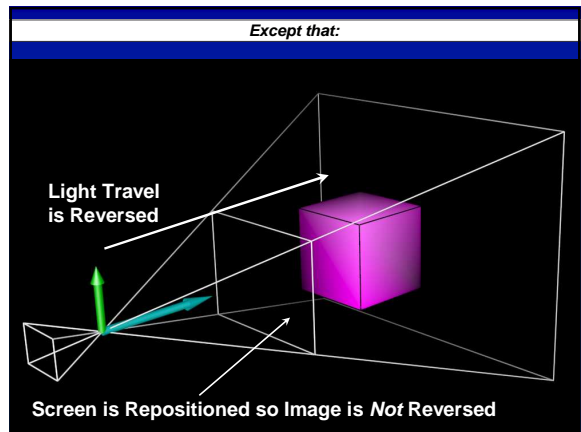 Except that:
Light Travel
is Reversed
Screen is Repositioned so Image is Not Reversed